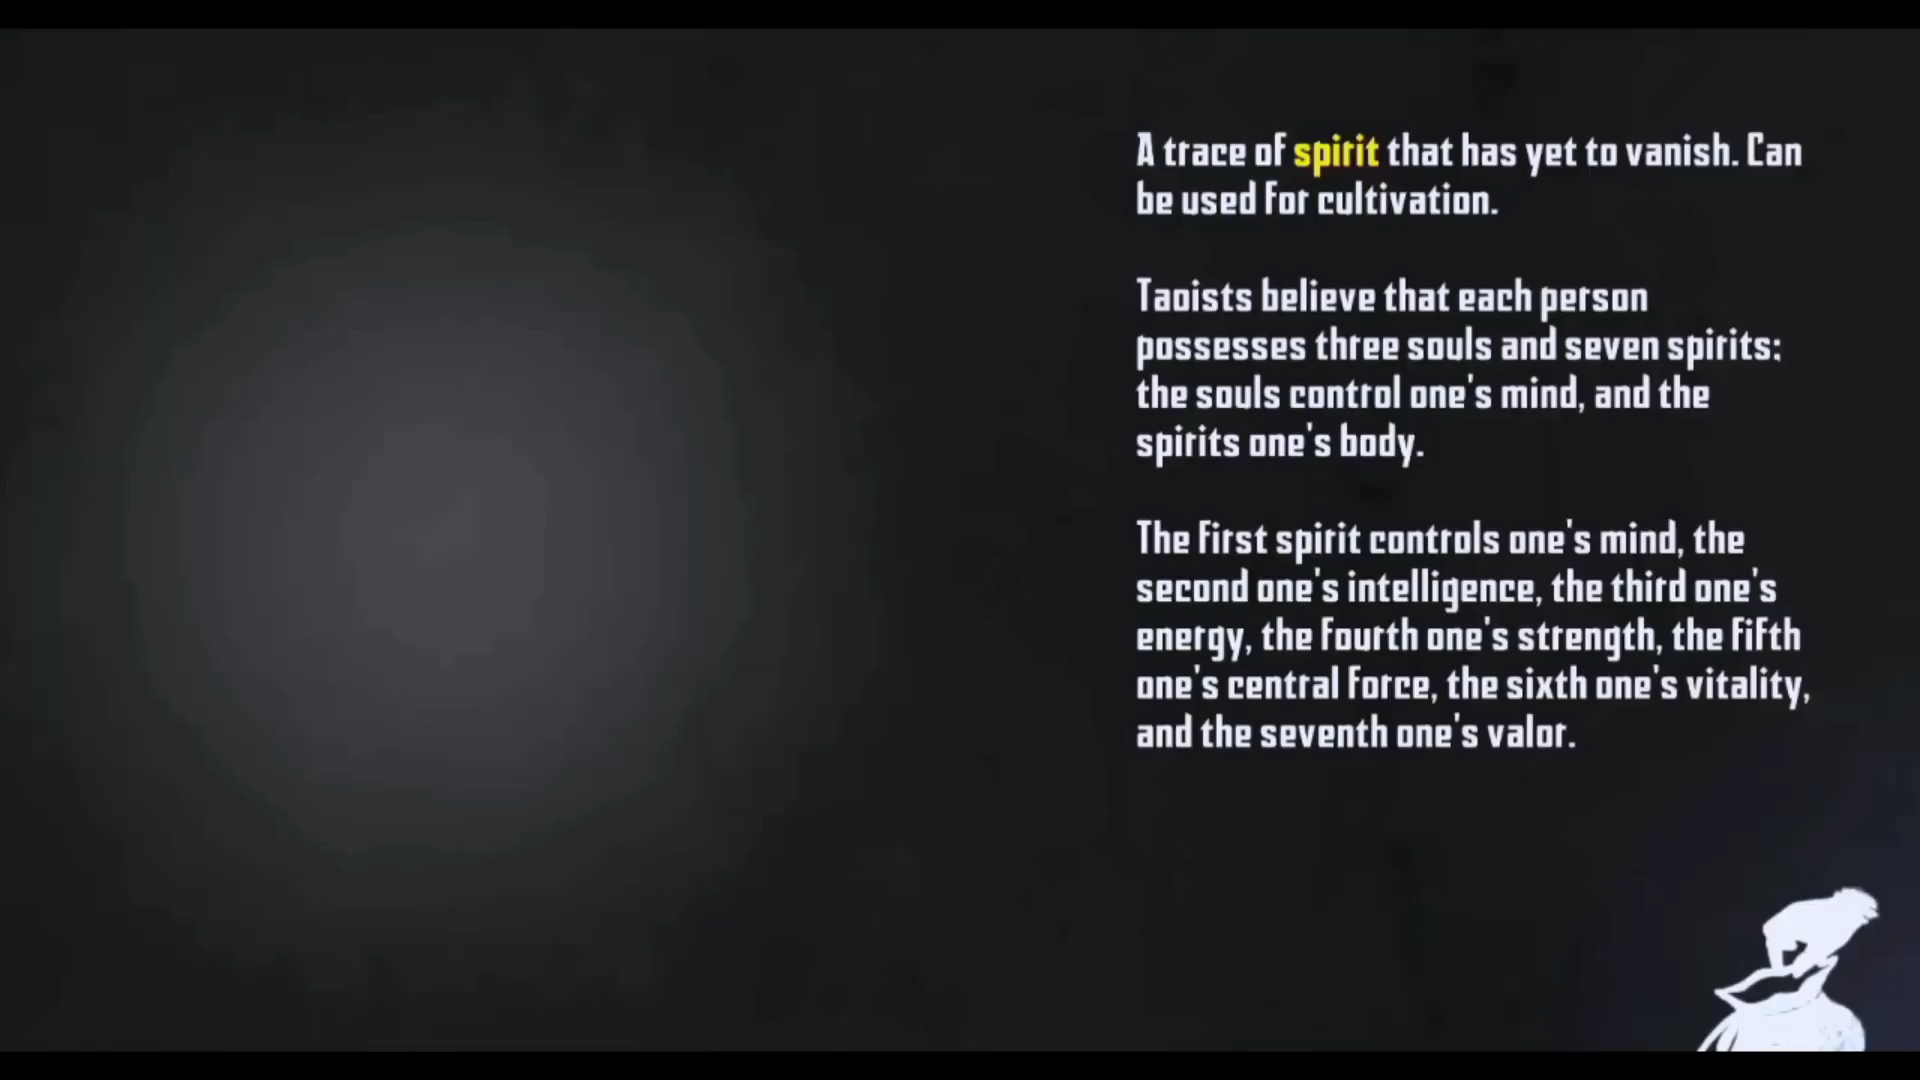 A trace of spirit that has yet to vanish. Can
be used for cultivation.
Taoists believe that each person
possesses three souls and seven spirits:
the souls control one's mind, and the
spirits one's body.
The first spirit controls one's mind, the
second one's intelligence, the third one's
energy, the fourth one's strength, the fifth
one's central force, the sixth one's vitality,
and the seventh one's valor.